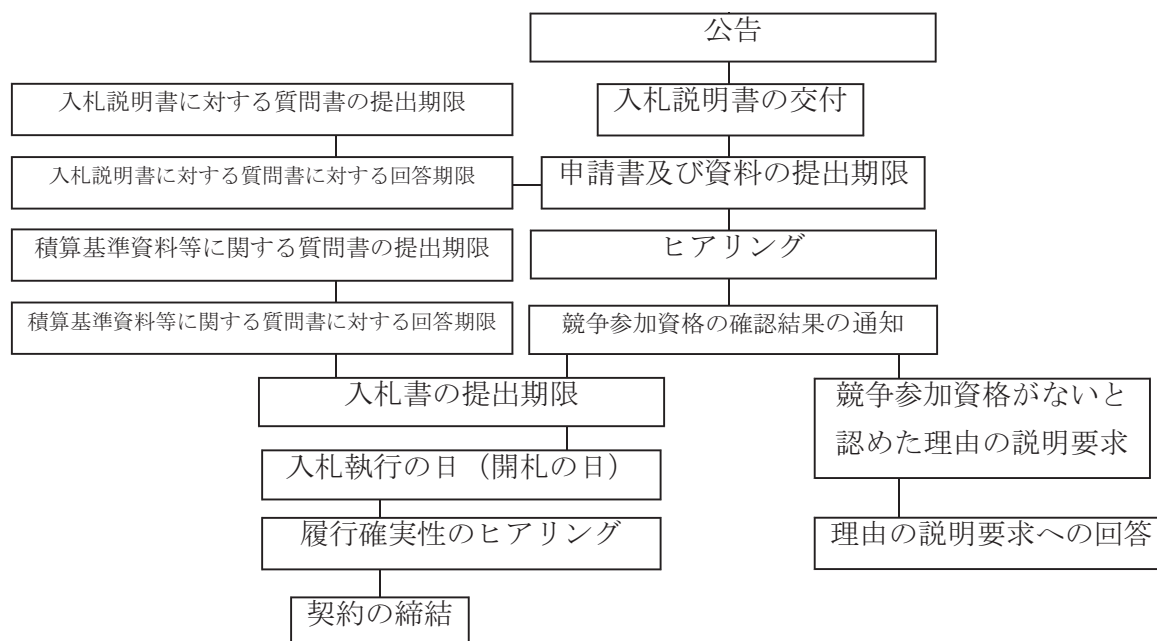 公告
入札説明書に対する質問書の提出期限
入札説明書の交付
入札説明書に対する質問書に対する回答期限
申請書及び資料の提出期限
積算基準資料等に関する質問書の提出期限
ヒアリング
積算基準資料等に関する質問書に対する回答期限
競争参加資格の確認結果の通知
入札書の提出期限
競争参加資格がないと
認めた理由の説明要求
入札執行の日（開札の日）
履行確実性のヒアリング
理由の説明要求への回答
契約の締結